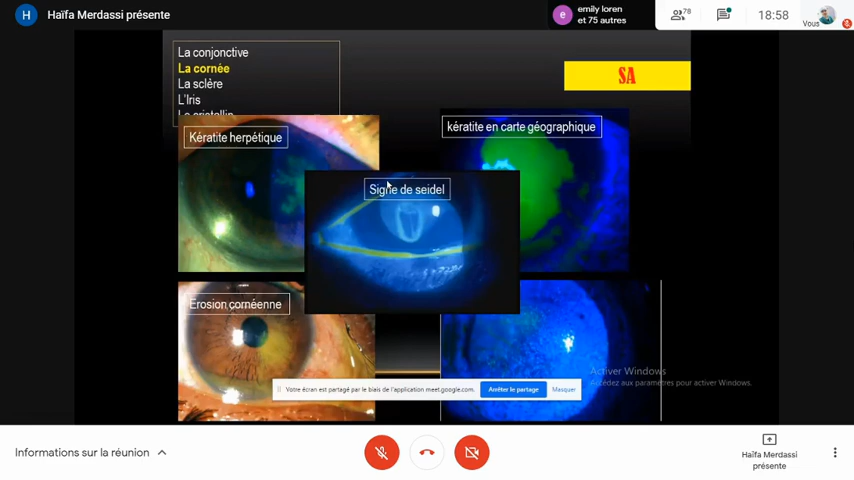 H
Haïfa Merdassi présente
e
emily loren
et 75 autres
78
18:58
Vous
La conjonctive
La cornée
La sclère
L'Iris
Le cristallin
SA
Kératite herpétique
kératite en carte géographique
Signe de seidel
Erosion cornéenne
Votre écran est partagé par le biais de l'application meet.google.com.
Arrêter le partage
Masquer
Activer Windows
Accédez aux paramètres pour activer Windows.
Informations sur la réunion
Haïfa Merdassi
présente